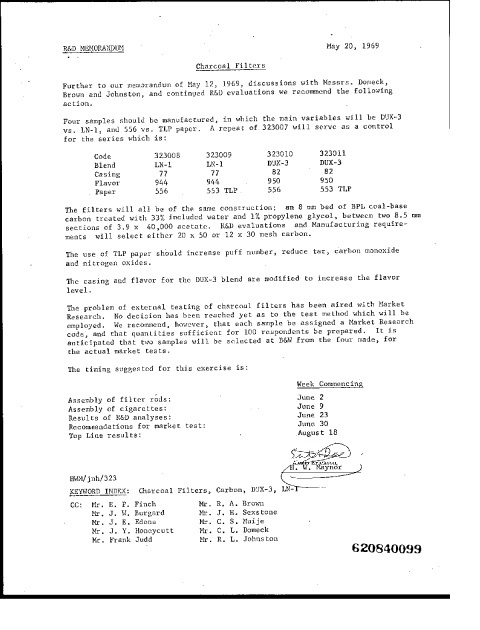 R&D MEMORANDUM
May 20, 1969
Charcoal Filters
Further to our memorandum of May 12, 1969, discussions with Messrs. Domeck,
Brown and Johnston, and continued R&D evaluations we recommend the following
action.
Four samples should be manufactured, in which the main variables will be DUX-3
vs. LN-1, and 556 vs. TLP paper. A repeat of 323007 will serve as a control
for the series which is:
Code 323008 323009 323010 323011
Blend LN-1 LN-1 DUX-3 DUX-3
Casing 77 77 82 82
Flavor 944 944 950 950
Paper 556 553 TLP 556 553 TLP
The filters will all be of the same construction: an 8 mm bed of BPL coal-base
carbon treated with 33% included water and 1% propylene glycol, between two 8.5 mm
sections of 3.9 x 40,000 acetate. R&D evaluations and Manufacturing require-
ments will select either 20 x 50 or 12 x 30 mesh carbon.
The use of TLP paper should increase puff number, reduce tar, carbon monoxide
and nitrogen oxides.
The casing and flavor for the DUX-3 blend are modified to increase the flavor
level.
The problem of external testing of charcoal filters has been aired with Market
Research. No decision has been reached yet as to the test method which will be
employed. We recommend, however, that each sample be assigned a Market Research
code, and that quantities sufficient for 100 respondents be prepared. It is
anticipated that two samples will be selected at B&W from the four made, for
the actual market tests.
The timing suggested for this exercise is:
Week Commencing
Assembly of filter rods: June 2
Assembly of cigarettes: June 9
Results of R&D analyses: June 23
Recommendations for market test: June 30
Top Line results: August 18
H. W. Raynor
HWR/jnh/323
KEYWORD INDEX: Charcoal Filters, Carbon, DUX-3, LN-1
CC: Mr. E. F. Finch Mr. R. A. Brown
Mr. J. W. Burgard Mr. J. H. Sexstone
Mr. J. E. Edens Mr. C. S. Muije
Mr. J. Y. Honeycutt Mr. C. L. Domeck
Mr. Frank Judd Mr. R. L. Johnston
620840099